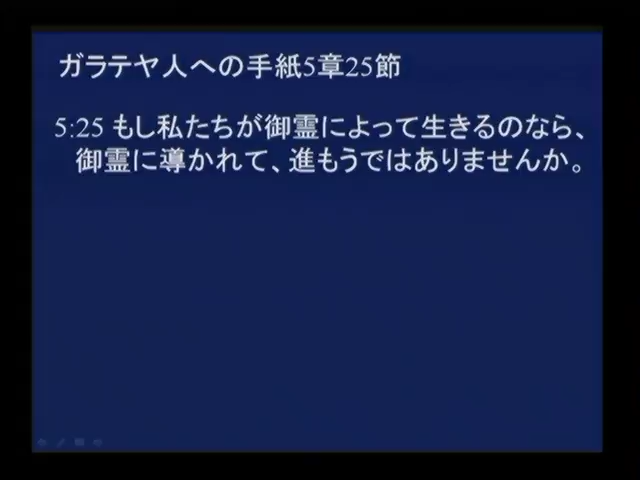 ガラテヤ人への手紙5章25節
5:25 もし私たちが御霊によって生きるのなら、
御霊に導かれて、進もうではありませんか。